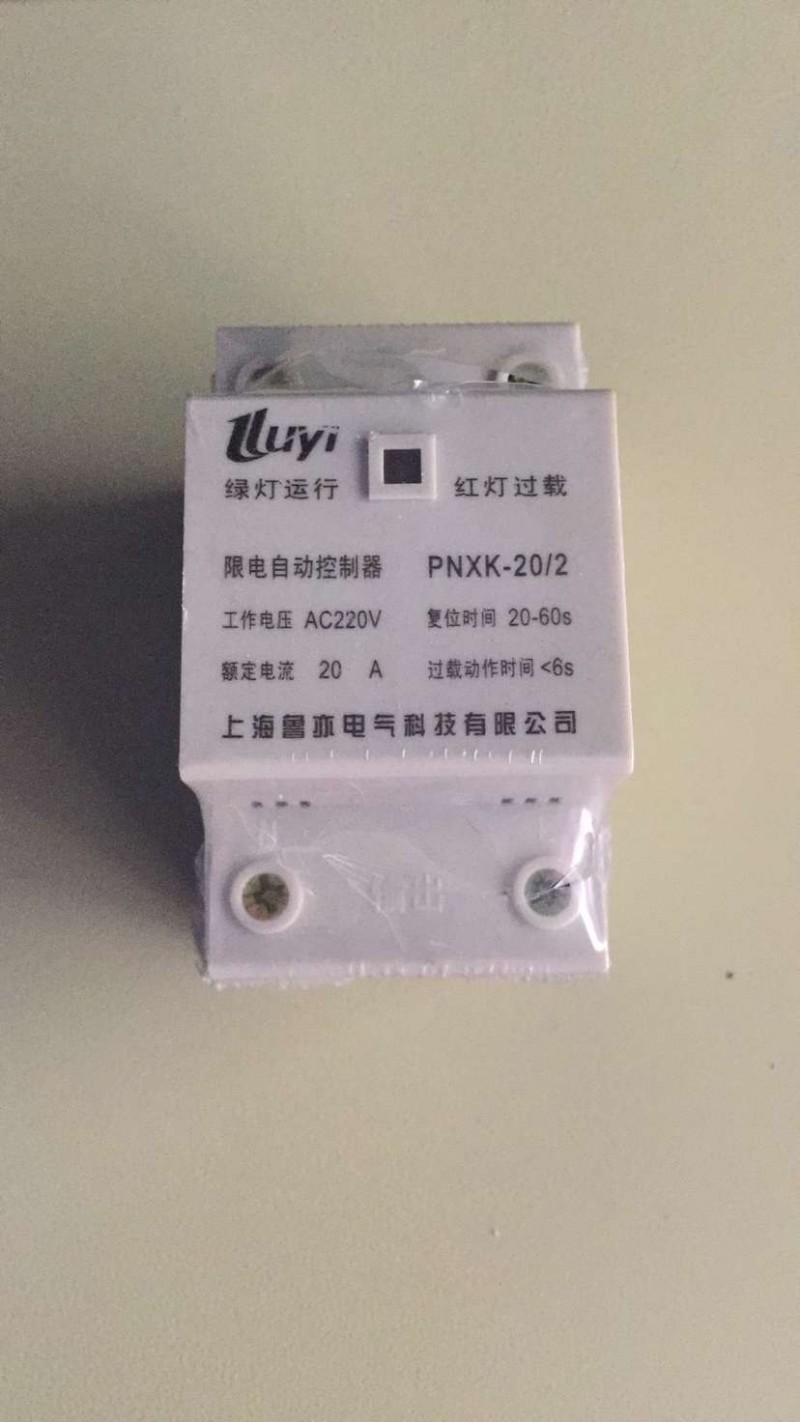 luyi
绿灯运行 红灯过载
限电自动控制器 PNXK-20/2
工作电压 AC220V 复位时间 20-60s
额定电流 20 A 过载动作时间<6s
上海鲁亦电气科技有限公司